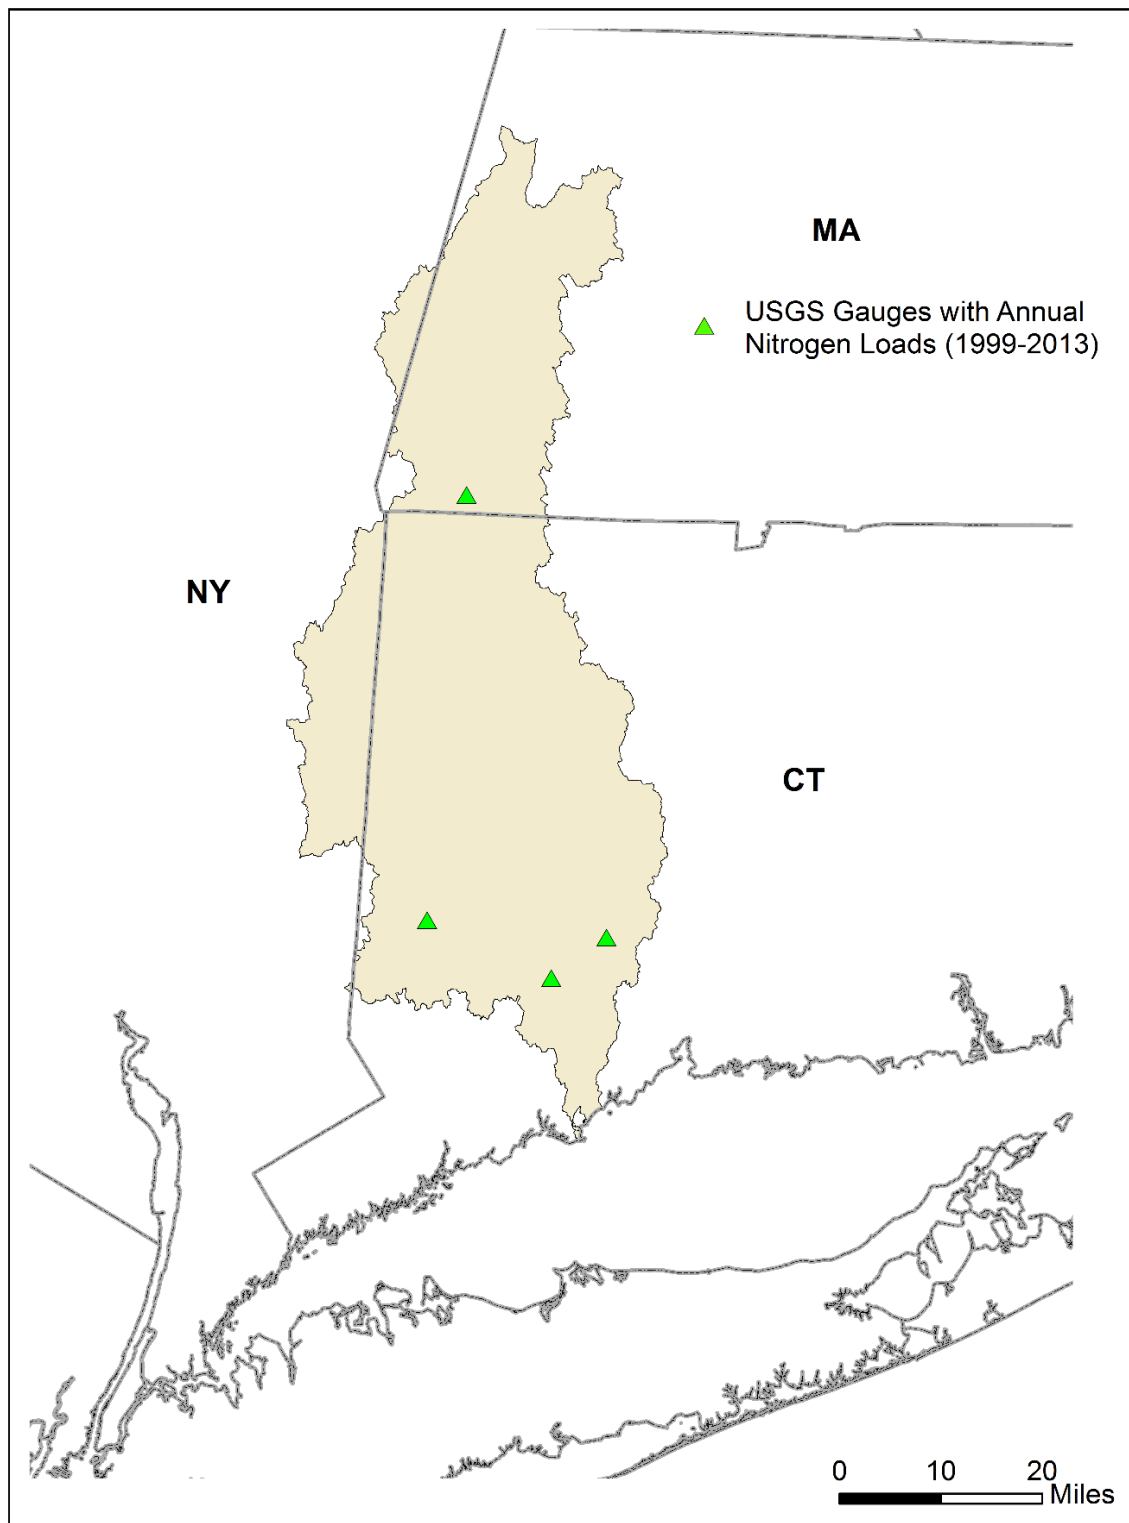 MA
USGS Gauges with Annual
Nitrogen Loads (1999-2013)
NY
CT
0 10 20
Miles